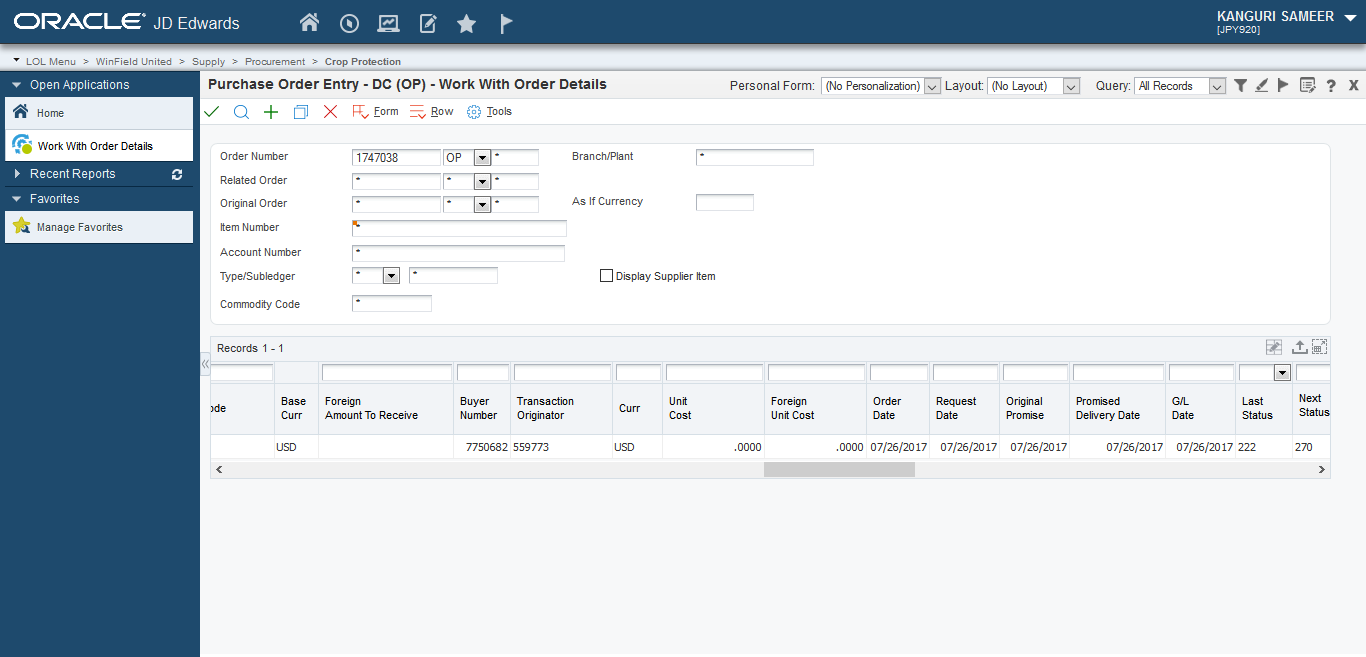 ORACLE JD Edwards
KANGURI SAMEER
[JPY920]
LOL Menu > WinField United > Supply > Procurement > Crop Protection
Open Applications
Home
Work With Order Details
Recent Reports
Favorites
Manage Favorites
Purchase Order Entry - DC (OP) - Work With Order Details
Personal Form: (No Personalization) Layout: (No Layout) Query: All Records
Form Row Tools
Order Number 1747038 OP * Branch/Plant *
Related Order * * *
Original Order * * * As If Currency
Item Number *
Account Number *
Type/Subledger * * Display Supplier Item
Commodity Code *
Records 1 - 1
ode Base Curr Foreign Amount To Receive Buyer Number Transaction Originator Curr Unit Cost Foreign Unit Cost Order Date Request Date Original Promise Promised Delivery Date G/L Date Last Status Next Status
USD 7750682 559773 USD .0000 .0000 07/26/2017 07/26/2017 07/26/2017 07/26/2017 07/26/2017 222 270